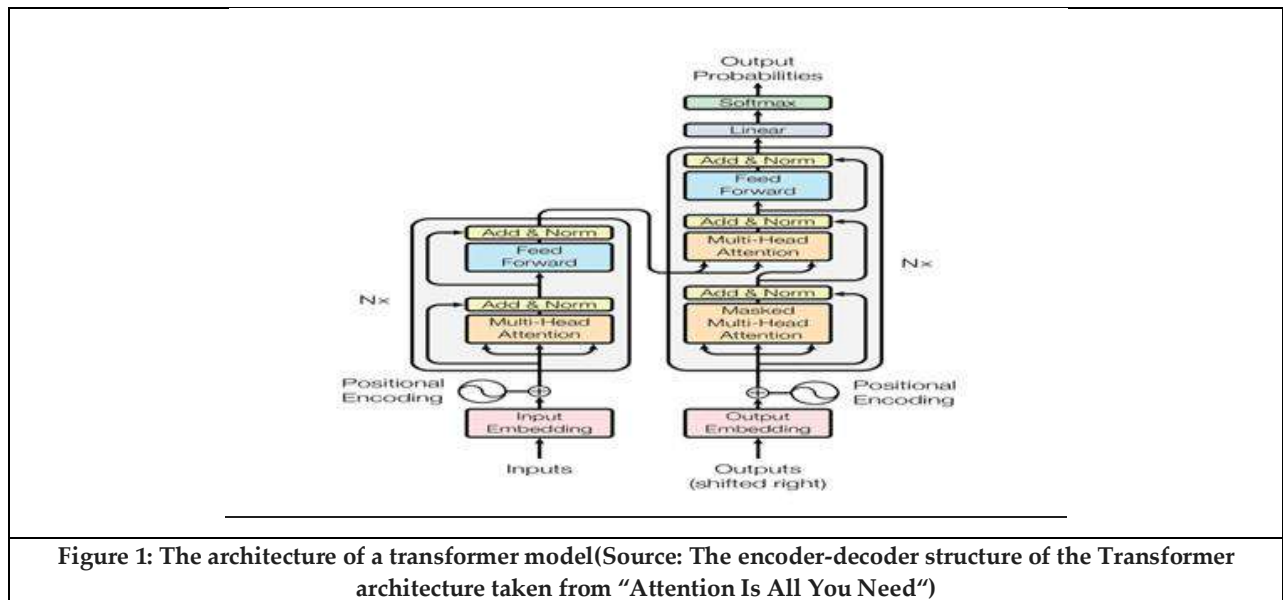 Output
Probabilities
Softmax
Linear
Add & Norm
Feed
Forward
Add & Norm
Multi-Head
Attention
Add & Norm
Masked
Multi-Head
Attention
Nx
Positional
Encoding
Output
Embedding
Outputs
(shifted right)
Add & Norm
Feed
Forward
Add & Norm
Multi-Head
Attention
Nx
Positional
Encoding
Input
Embedding
Inputs
Figure 1: The architecture of a transformer model(Source: The encoder-decoder structure of the Transformer
architecture taken from “Attention Is All You Need“)